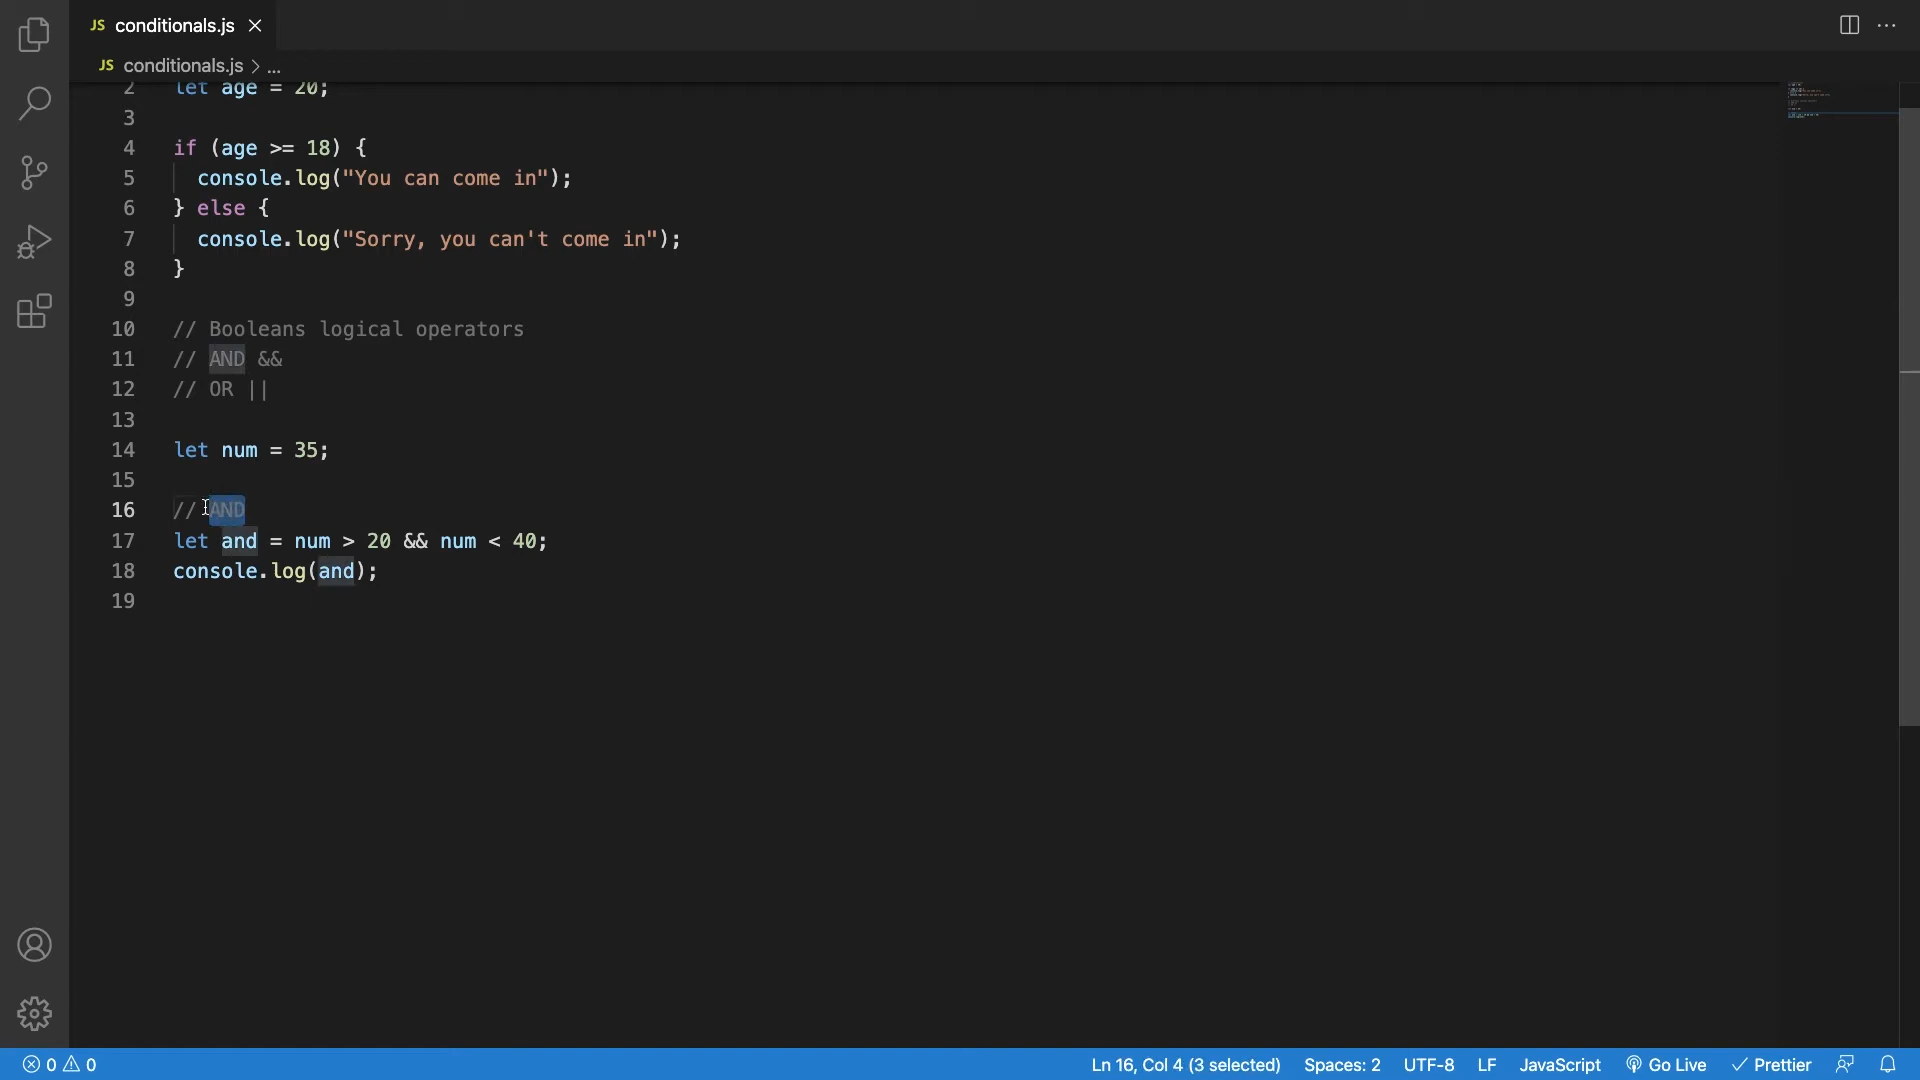 JS conditionals.js
JS conditionals.js > ...
2 let age = 20;
3
4 if (age >= 18) {
5 console.log("You can come in");
6 } else {
7 console.log("Sorry, you can't come in");
8 }
9
10 // Booleans logical operators
11 // AND &&
12 // OR ||
13
14 let num = 35;
15
16 // AND
17 let and = num > 20 && num < 40;
18 console.log(and);
19
0 0 Ln 16, Col 4 (3 selected) Spaces: 2 UTF-8 LF JavaScript Go Live Prettier